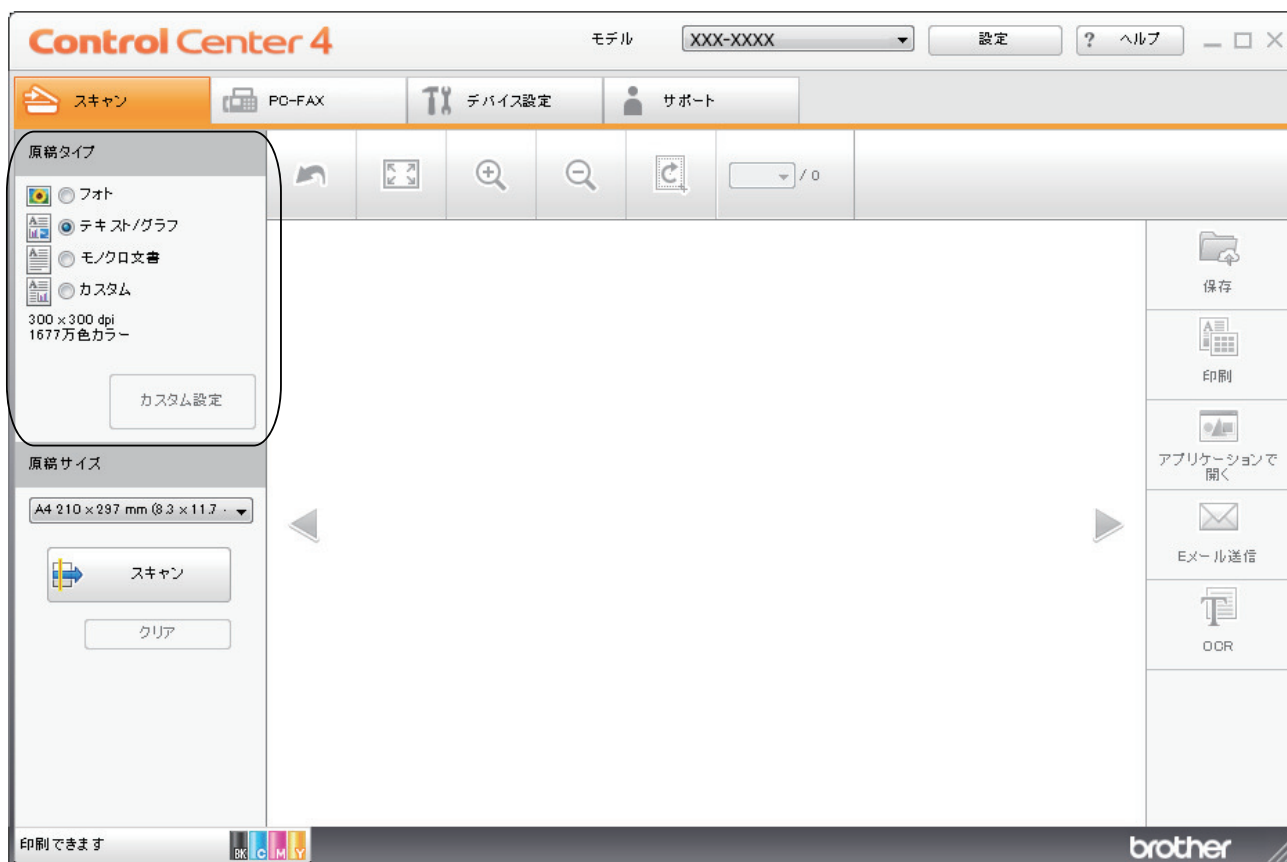 Control Center 4
モデル
XXX-XXXX
設定
? ヘルプ
スキャン
PC-FAX
デバイス設定
サポート
原稿タイプ
フォト
テキスト/グラフ
モノクロ文書
カスタム
300 x 300 dpi
1677万色カラー
カスタム設定
/ 0
原稿サイズ
A4 210 x 297 mm (8.3 x 11.7 ·
スキャン
クリア
保存
印刷
アプリケーションで
開く
Eメール送信
OCR
印刷できます
BK C M Y
brother